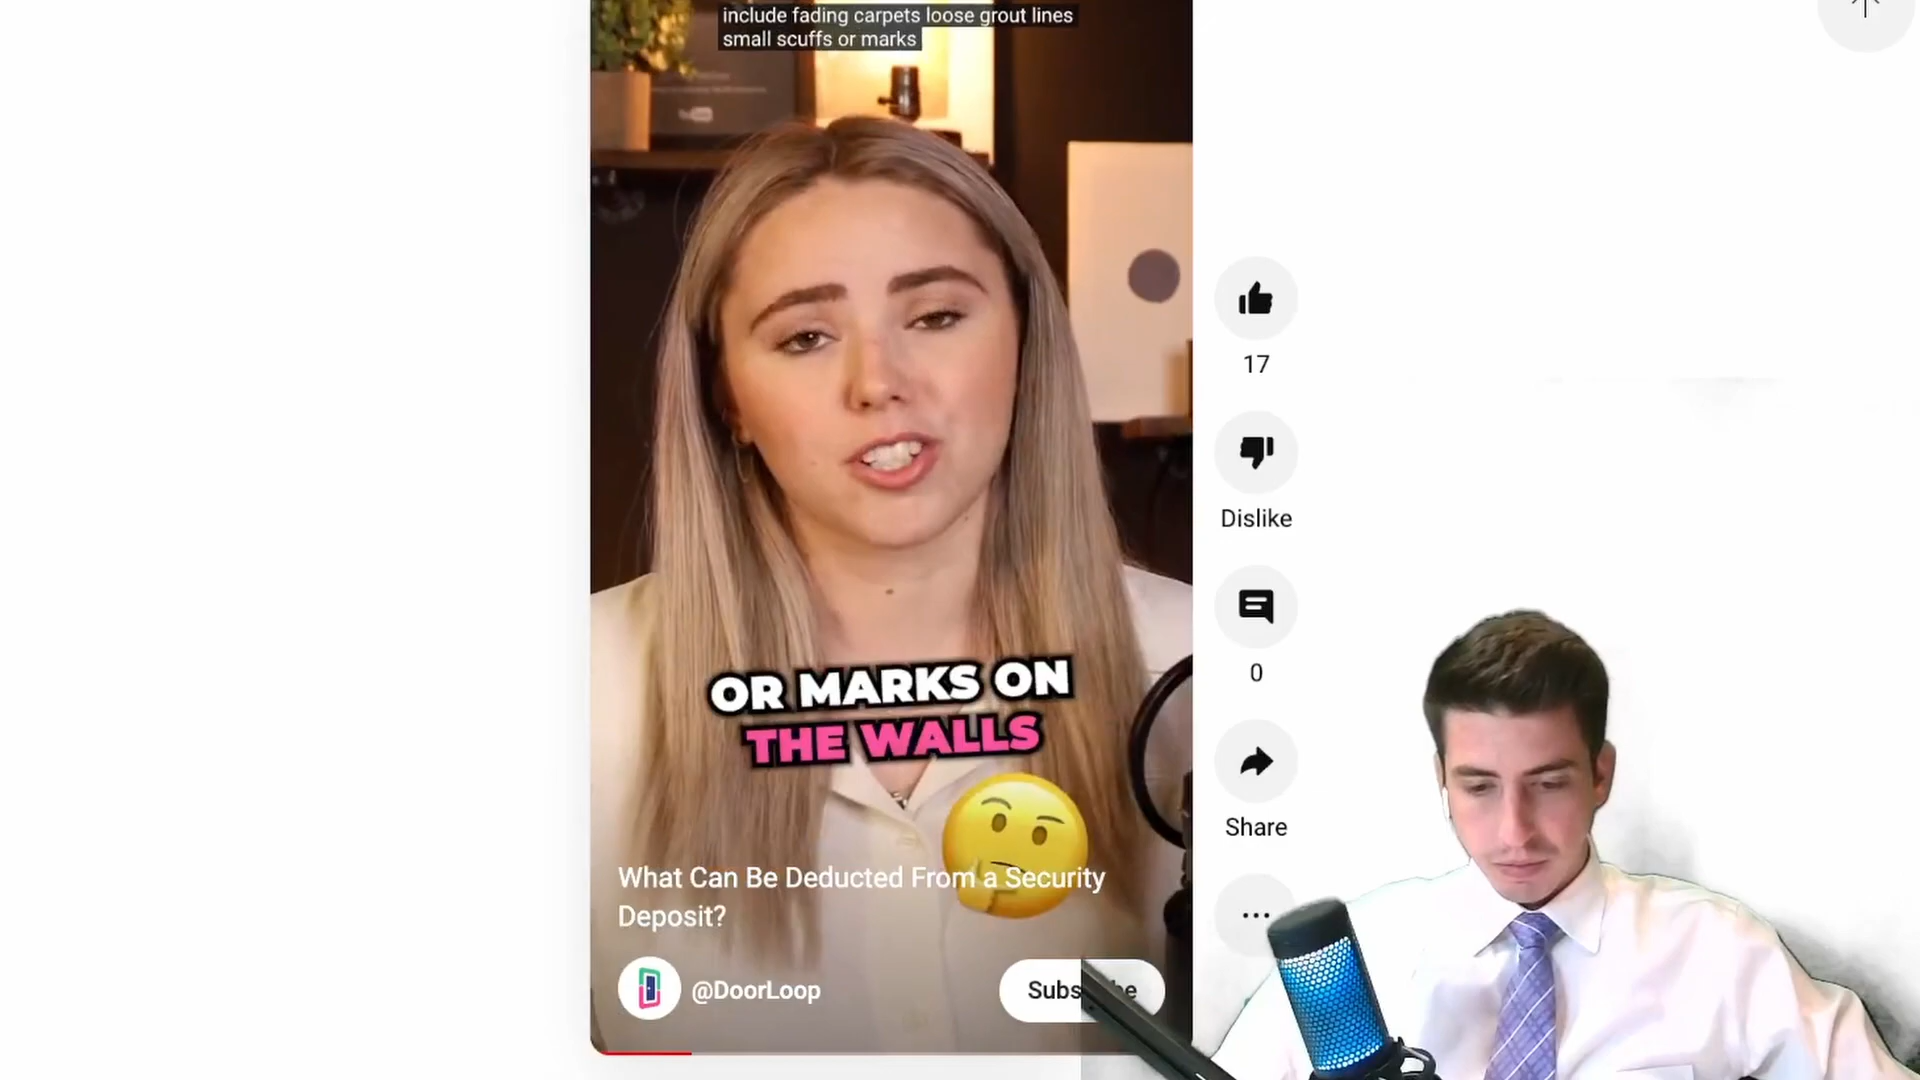 include fading carpets loose grout lines
small scuffs or marks
OR MARKS ON
THE WALLS
What Can Be Deducted From a Security
Deposit?
@DoorLoop
17
Dislike
0
Share